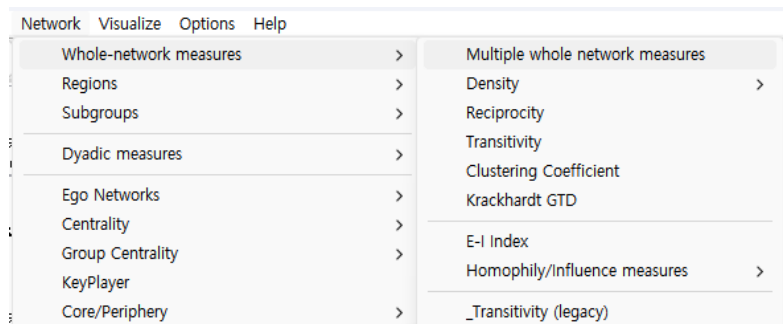 Network Visualize Options Help
Whole-network measures
Regions
Subgroups
Dyadic measures
Ego Networks
Centrality
Group Centrality
KeyPlayer
Core/Periphery
Multiple whole network measures
Density
Reciprocity
Transitivity
Clustering Coefficient
Krackhardt GTD
E-I Index
Homophily/Influence measures
_Transitivity (legacy)